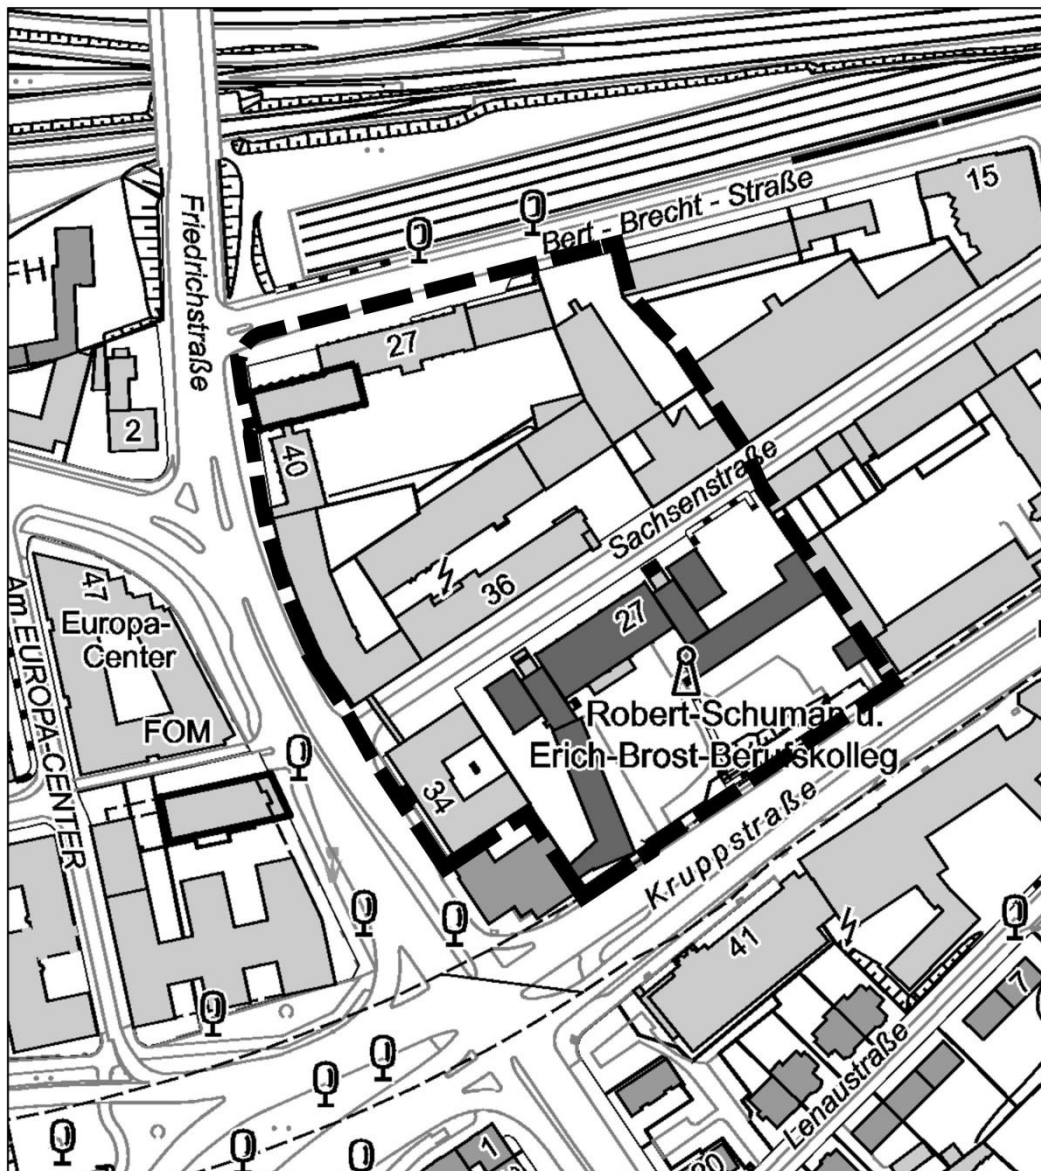 15
Bert - Brecht - Straße
Friedrichstraße
27
2
40
Sachsenstraße
47
Europa-
Center
36
27
Am EUROPA-CENTER
FOM
Robert-Schuman u.
Erich-Brost-Berufskolleg
34
Kruppstraße
41
7
Lenaustraße
1
20